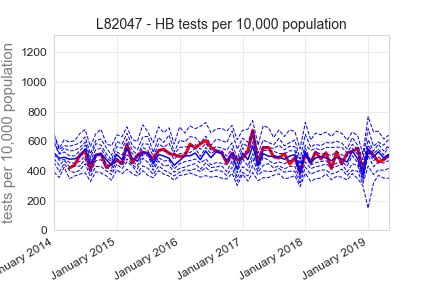 L82047 - HB tests per 10,000 population
tests per 10,000 population
1200
1000
800
600
400
200
0
nuary 2014
January 2015
January 2016
January 2017
January 2018
January 2019